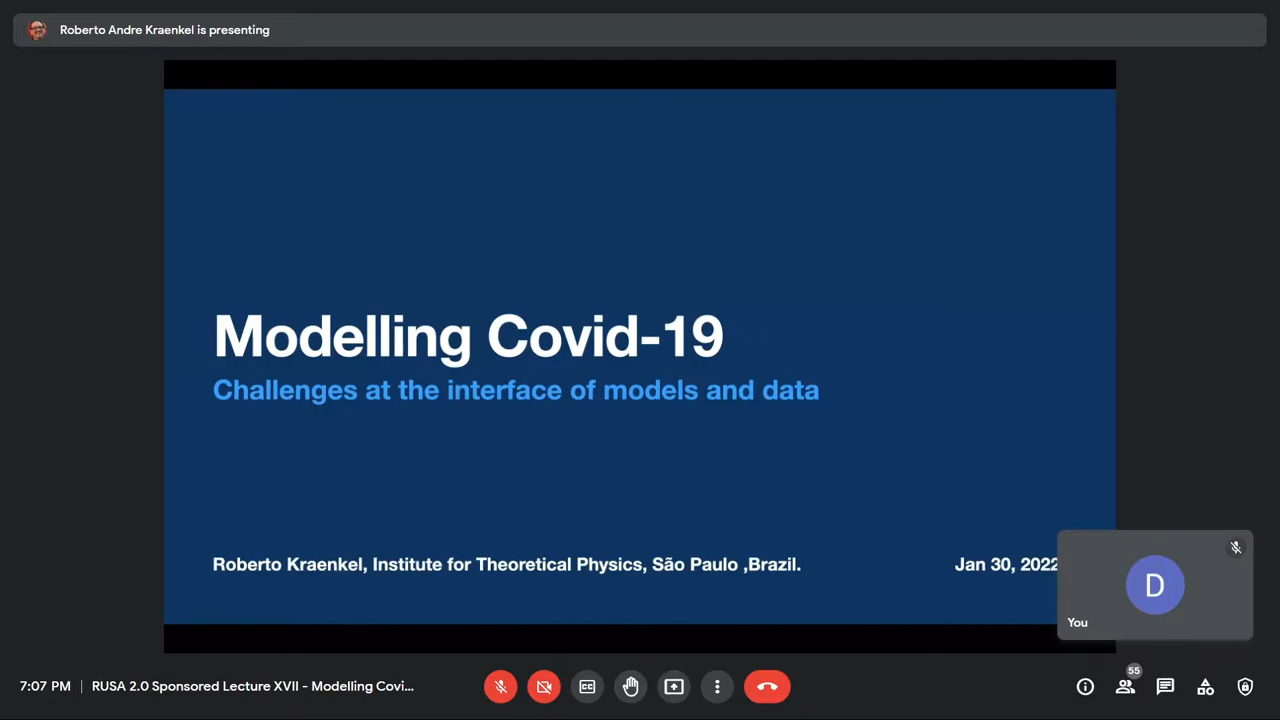 Roberto Andre Kraenkel is presenting
Modelling Covid-19
Challenges at the interface of models and data
Roberto Kraenkel, Institute for Theoretical Physics, São Paulo ,Brazil.
Jan 30, 2022
D
You
7:07 PM | RUSA 2.0 Sponsored Lecture XVII - Modelling Covi...
55